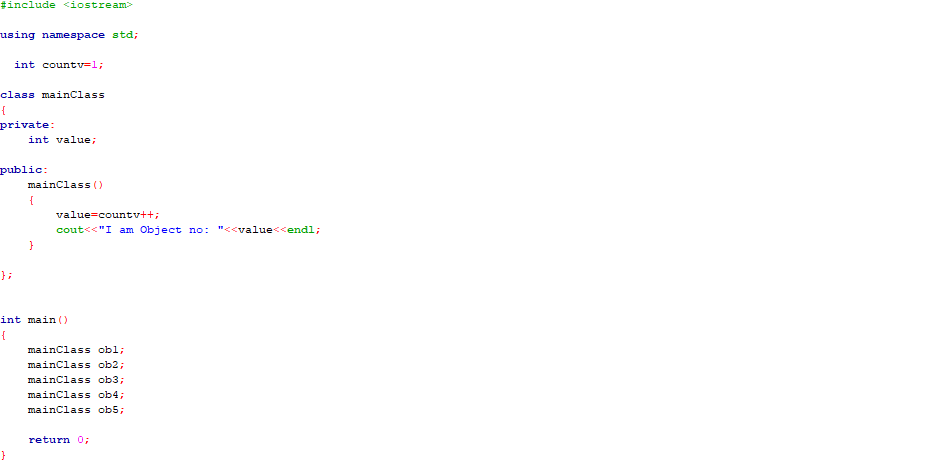 #include <iostream>
using namespace std;
int countv=1;
class mainClass
{
private:
int value;
public:
mainClass()
{
value=countv++;
cout<<"I am Object no: "<<value<<endl;
}
};
int main()
{
mainClass ob1;
mainClass ob2;
mainClass ob3;
mainClass ob4;
mainClass ob5;
return 0;
}